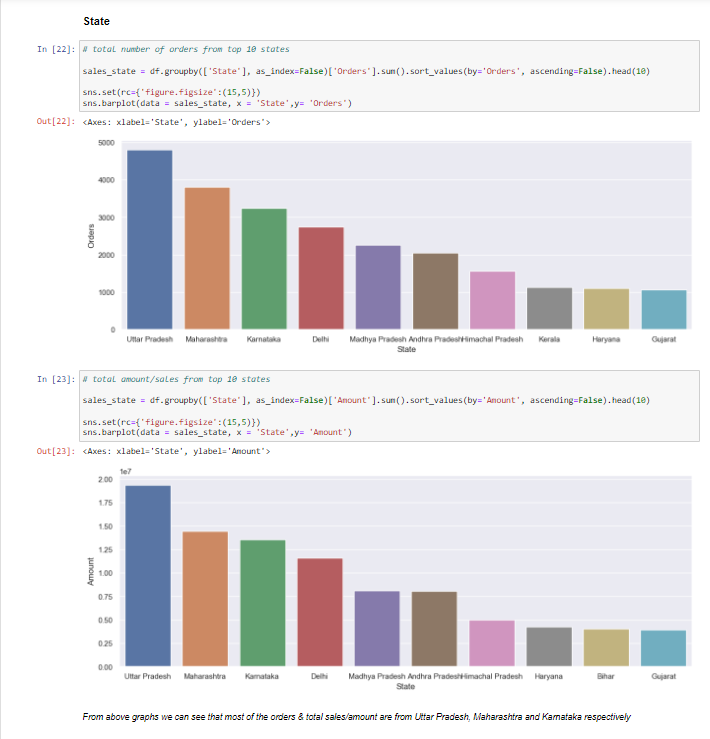 State
In [22]: # total number of orders from top 10 states
sales_state = df.groupby(['State'], as_index=False)['Orders'].sum().sort_values(by='Orders', ascending=False).head(10)
sns.set(rc={'figure.figsize':(15,5)})
sns.barplot(data = sales_state, x = 'State',y= 'Orders')
Out[22]: <Axes: xlabel='State', ylabel='Orders'>
5000
4000
3000
2000
1000
0
Orders
Uttar Pradesh Maharashtra Karnataka Delhi Madhya Pradesh Andhra Pradesh Himachal Pradesh Kerala Haryana Gujarat
State
In [23]: # total amount/sales from top 10 states
sales_state = df.groupby(['State'], as_index=False)['Amount'].sum().sort_values(by='Amount', ascending=False).head(10)
sns.set(rc={'figure.figsize':(15,5)})
sns.barplot(data = sales_state, x = 'State',y= 'Amount')
Out[23]: <Axes: xlabel='State', ylabel='Amount'>
1e7
2.00
1.75
1.50
1.25
1.00
0.75
0.50
0.25
0.00
Amount
Uttar Pradesh Maharashtra Karnataka Delhi Madhya Pradesh Andhra Pradesh Himachal Pradesh Haryana Bihar Gujarat
State
From above graphs we can see that most of the orders & total sales/amount are from Uttar Pradesh, Maharashtra and Karnataka respectively